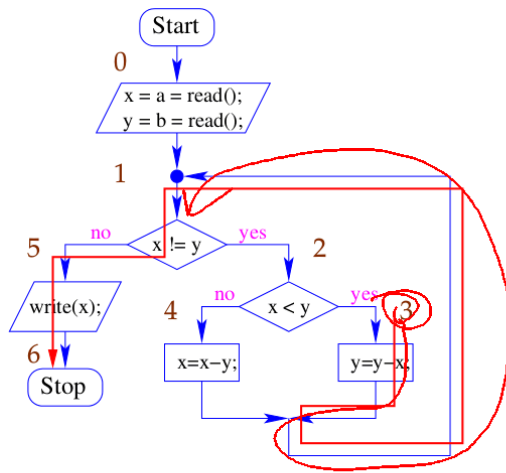 Start
0
x = a = read();
y = b = read();
1
no
x != y
yes
5
2
write(x);
no
x < y
yes
4
3
6
x=x−y;
y=y−x;
Stop